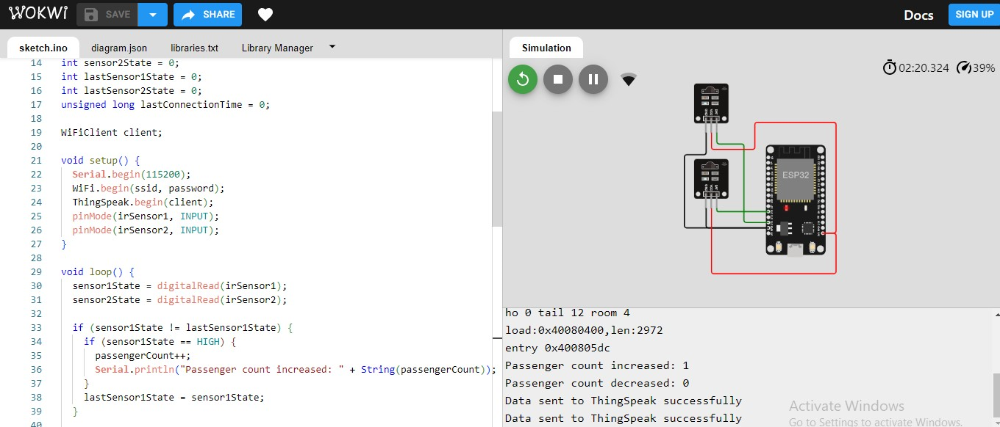 WOKWi
SAVE
SHARE
Docs
SIGN UP
sketch.ino
diagram.json
libraries.txt
Library Manager
14 int sensor2State = 0;
15 int lastSensor1State = 0;
16 int lastSensor2State = 0;
17 unsigned long lastConnectionTime = 0;
18
19 WiFiClient client;
20
21 void setup() {
22 Serial.begin(115200);
23 WiFi.begin(ssid, password);
24 ThingSpeak.begin(client);
25 pinMode(irSensor1, INPUT);
26 pinMode(irSensor2, INPUT);
27 }
28
29 void loop() {
30 sensor1State = digitalRead(irSensor1);
31 sensor2State = digitalRead(irSensor2);
32
33 if (sensor1State != lastSensor1State) {
34 if (sensor1State == HIGH) {
35 passengerCount++;
36 Serial.println("Passenger count increased: " + String(passengerCount));
37 }
38 lastSensor1State = sensor1State;
39 }
40
Simulation
02:20.324
39%
ESP32
ho 0 tail 12 room 4
load:0x40080400,len:2972
entry 0x400805dc
Passenger count increased: 1
Passenger count decreased: 0
Data sent to ThingSpeak successfully
Data sent to ThingSpeak successfully
Activate Windows
Go to Settings to activate Windows.